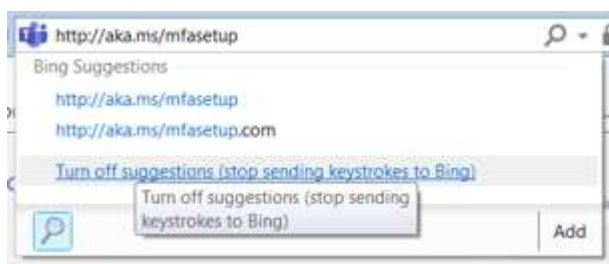 http://aka.ms/mfasetup
Bing Suggestions
http://aka.ms/mfasetup
http://aka.ms/mfasetup.com
Turn off suggestions (stop sending keystrokes to Bing)
Turn off suggestions (stop sending
keystrokes to Bing)
Add